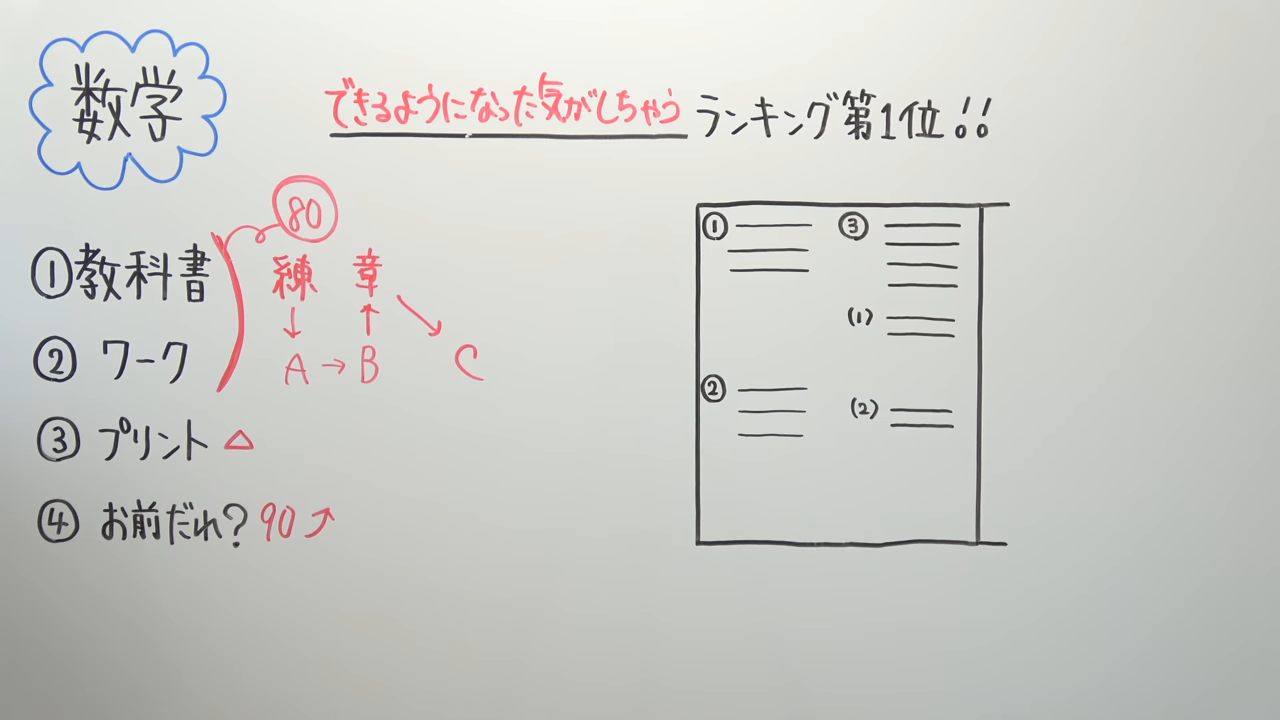 数学
できるようになった気がしちゃうランキング第1位!!
80
①教科書
練 章
②ワーク
A→B
C
③プリント△
④お前だれ?90⤴
① ③
(1)
② (2)